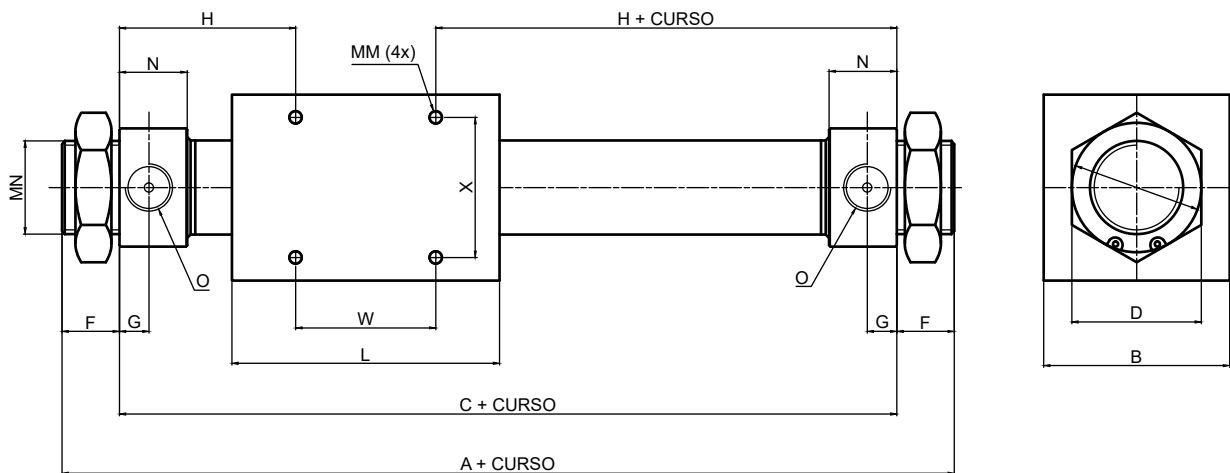 H
H + CURSO
MM (4x)
N
N
MN
X
O
O
F
G
W
G
F
D
L
B
C + CURSO
A + CURSO